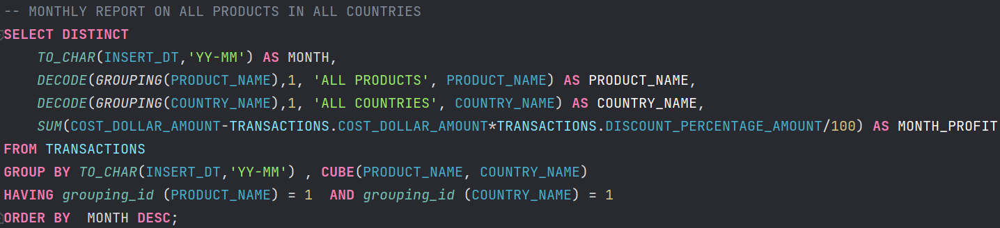 -- MONTHLY REPORT ON ALL PRODUCTS IN ALL COUNTRIES
SELECT DISTINCT
    TO_CHAR(INSERT_DT,'YY-MM') AS MONTH,
    DECODE(GROUPING(PRODUCT_NAME),1, 'ALL PRODUCTS', PRODUCT_NAME) AS PRODUCT_NAME,
    DECODE(GROUPING(COUNTRY_NAME),1, 'ALL COUNTRIES', COUNTRY_NAME) AS COUNTRY_NAME,
    SUM(COST_DOLLAR_AMOUNT-TRANSACTIONS.COST_DOLLAR_AMOUNT*TRANSACTIONS.DISCOUNT_PERCENTAGE_AMOUNT/100) AS MONTH_PROFIT
FROM TRANSACTIONS
GROUP BY TO_CHAR(INSERT_DT,'YY-MM') , CUBE(PRODUCT_NAME, COUNTRY_NAME)
HAVING grouping_id (PRODUCT_NAME) = 1  AND grouping_id (COUNTRY_NAME) = 1
ORDER BY  MONTH DESC;